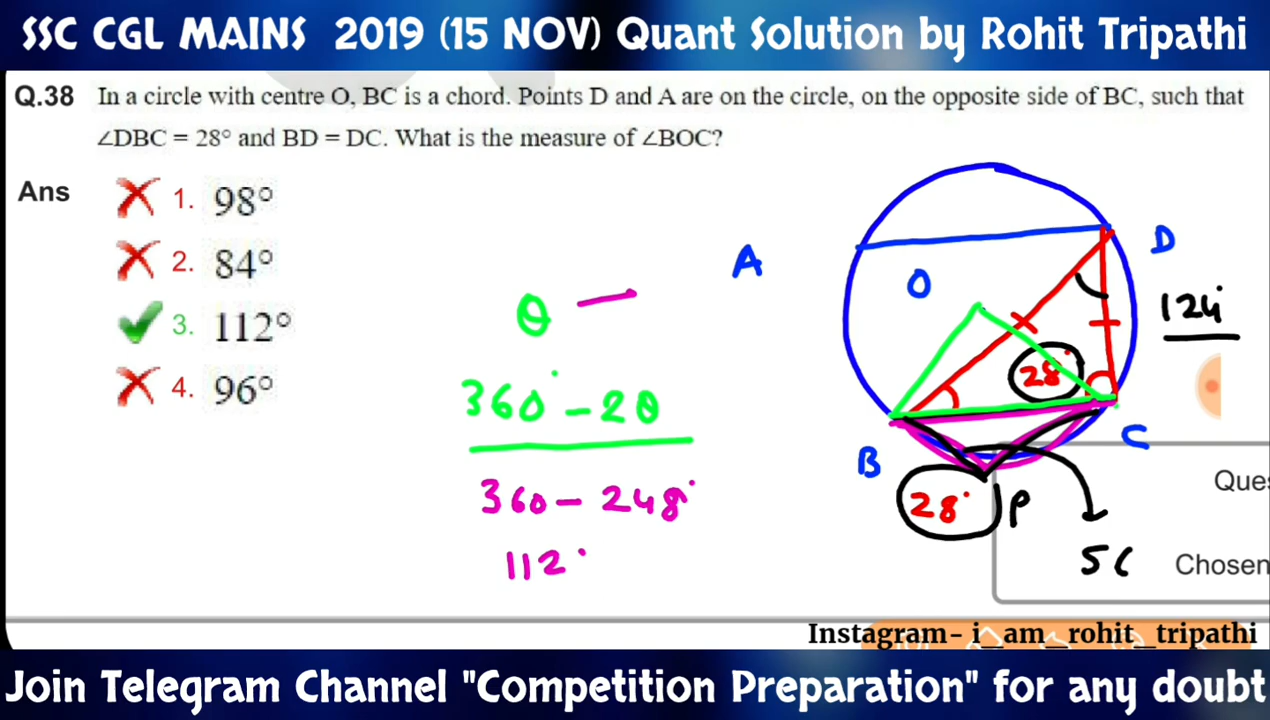 SSC CGL MAINS 2019 (15 NOV) Quant Solution by Rohit Tripathi
Q.38 In a circle with centre O, BC is a chord. Points D and A are on the circle, on the opposite side of BC, such that
∠DBC = 28° and BD = DC. What is the measure of ∠BOC?
Ans
1. 98°
2. 84°
3. 112°
4. 96°
θ —
360° - 2θ
360 - 248°
112°
A
D
O
124°
28°
B
C
28°
P
56
Ques
Chosen
Instagram- i_am_rohit_tripathi
Join Telegram Channel "Competition Preparation" for any doubt